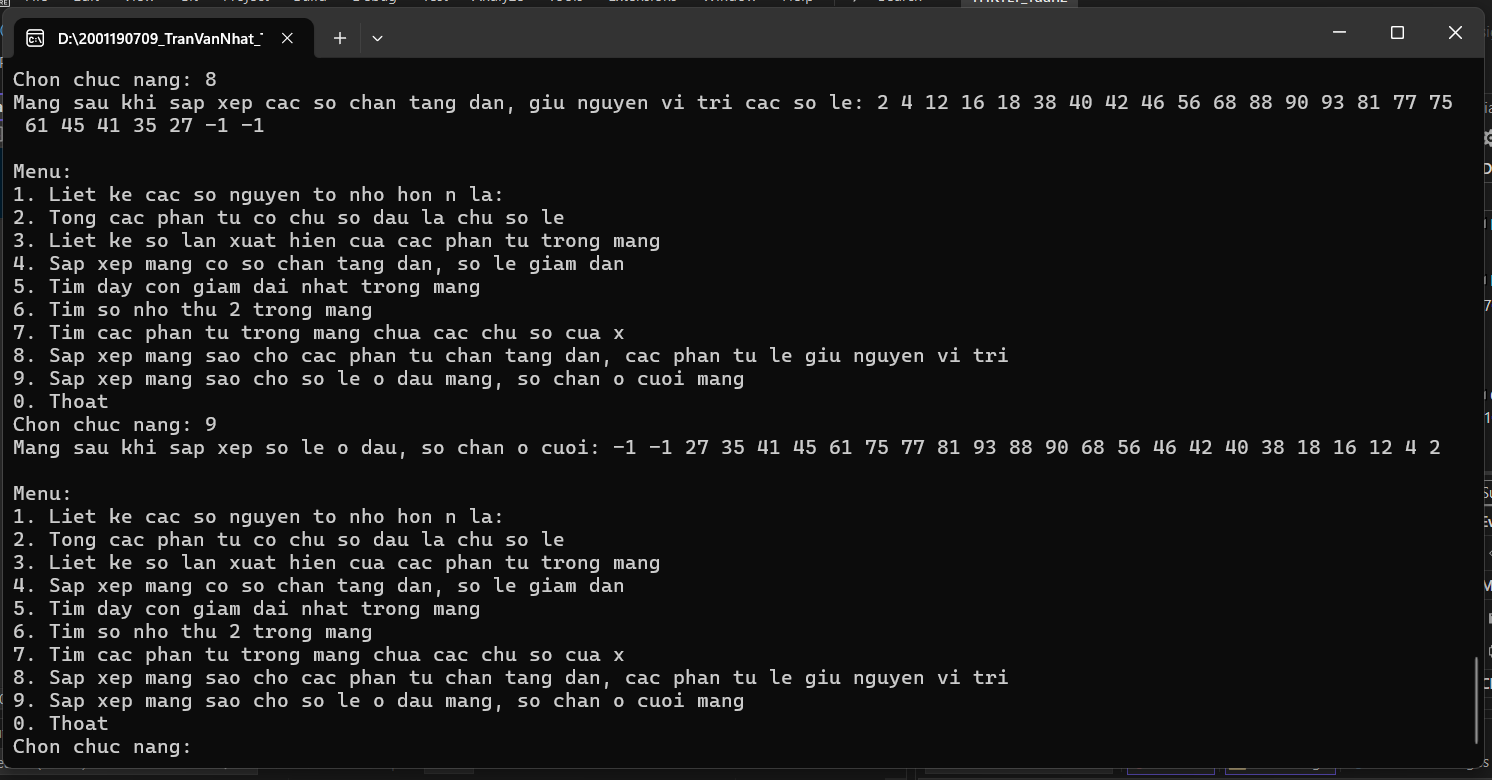 D:\2001190709_TranVanNhat_
Chon chuc nang: 8
Mang sau khi sap xep cac so chan tang dan, giu nguyen vi tri cac so le: 2 4 12 16 18 38 40 42 46 56 68 88 90 93 81 77 75
61 45 41 35 27 -1 -1
Menu:
1. Liet ke cac so nguyen to nho hon n la:
2. Tong cac phan tu co chu so dau la chu so le
3. Liet ke so lan xuat hien cua cac phan tu trong mang
4. Sap xep mang co so chan tang dan, so le giam dan
5. Tim day con giam dai nhat trong mang
6. Tim so nho thu 2 trong mang
7. Tim cac phan tu trong mang chua cac chu so cua x
8. Sap xep mang sao cho cac phan tu chan tang dan, cac phan tu le giu nguyen vi tri
9. Sap xep mang sao cho so le o dau mang, so chan o cuoi mang
0. Thoat
Chon chuc nang: 9
Mang sau khi sap xep so le o dau, so chan o cuoi: -1 -1 27 35 41 45 61 75 77 81 93 88 90 68 56 46 42 40 38 18 16 12 4 2
Menu:
1. Liet ke cac so nguyen to nho hon n la:
2. Tong cac phan tu co chu so dau la chu so le
3. Liet ke so lan xuat hien cua cac phan tu trong mang
4. Sap xep mang co so chan tang dan, so le giam dan
5. Tim day con giam dai nhat trong mang
6. Tim so nho thu 2 trong mang
7. Tim cac phan tu trong mang chua cac chu so cua x
8. Sap xep mang sao cho cac phan tu chan tang dan, cac phan tu le giu nguyen vi tri
9. Sap xep mang sao cho so le o dau mang, so chan o cuoi mang
0. Thoat
Chon chuc nang: